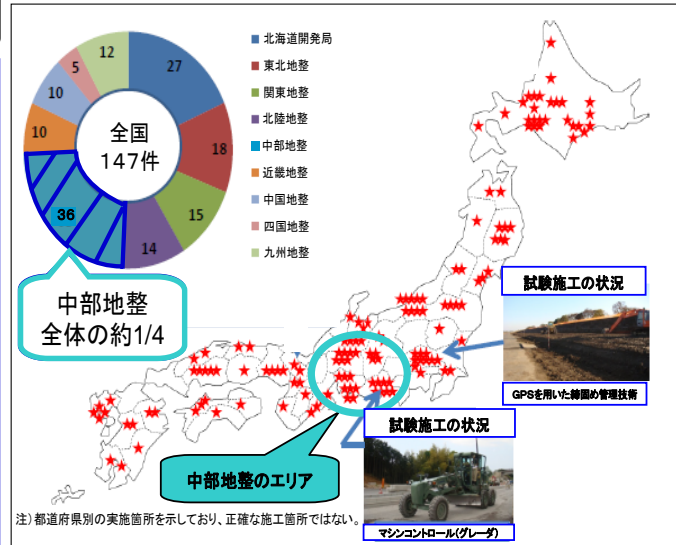 12
27
5
10
10
18
15
14
36
全国
147件
北海道開発局
東北地整
関東地整
北陸地整
中部地整
近畿地整
中国地整
四国地整
九州地整
中部地整
全体の約1/4
試験施工の状況
GPSを用いた締固め管理技術
試験施工の状況
マシンコントロール(グレーダ)
中部地整のエリア
注)都道府県別の実施箇所を示しており、正確な施工箇所ではない。